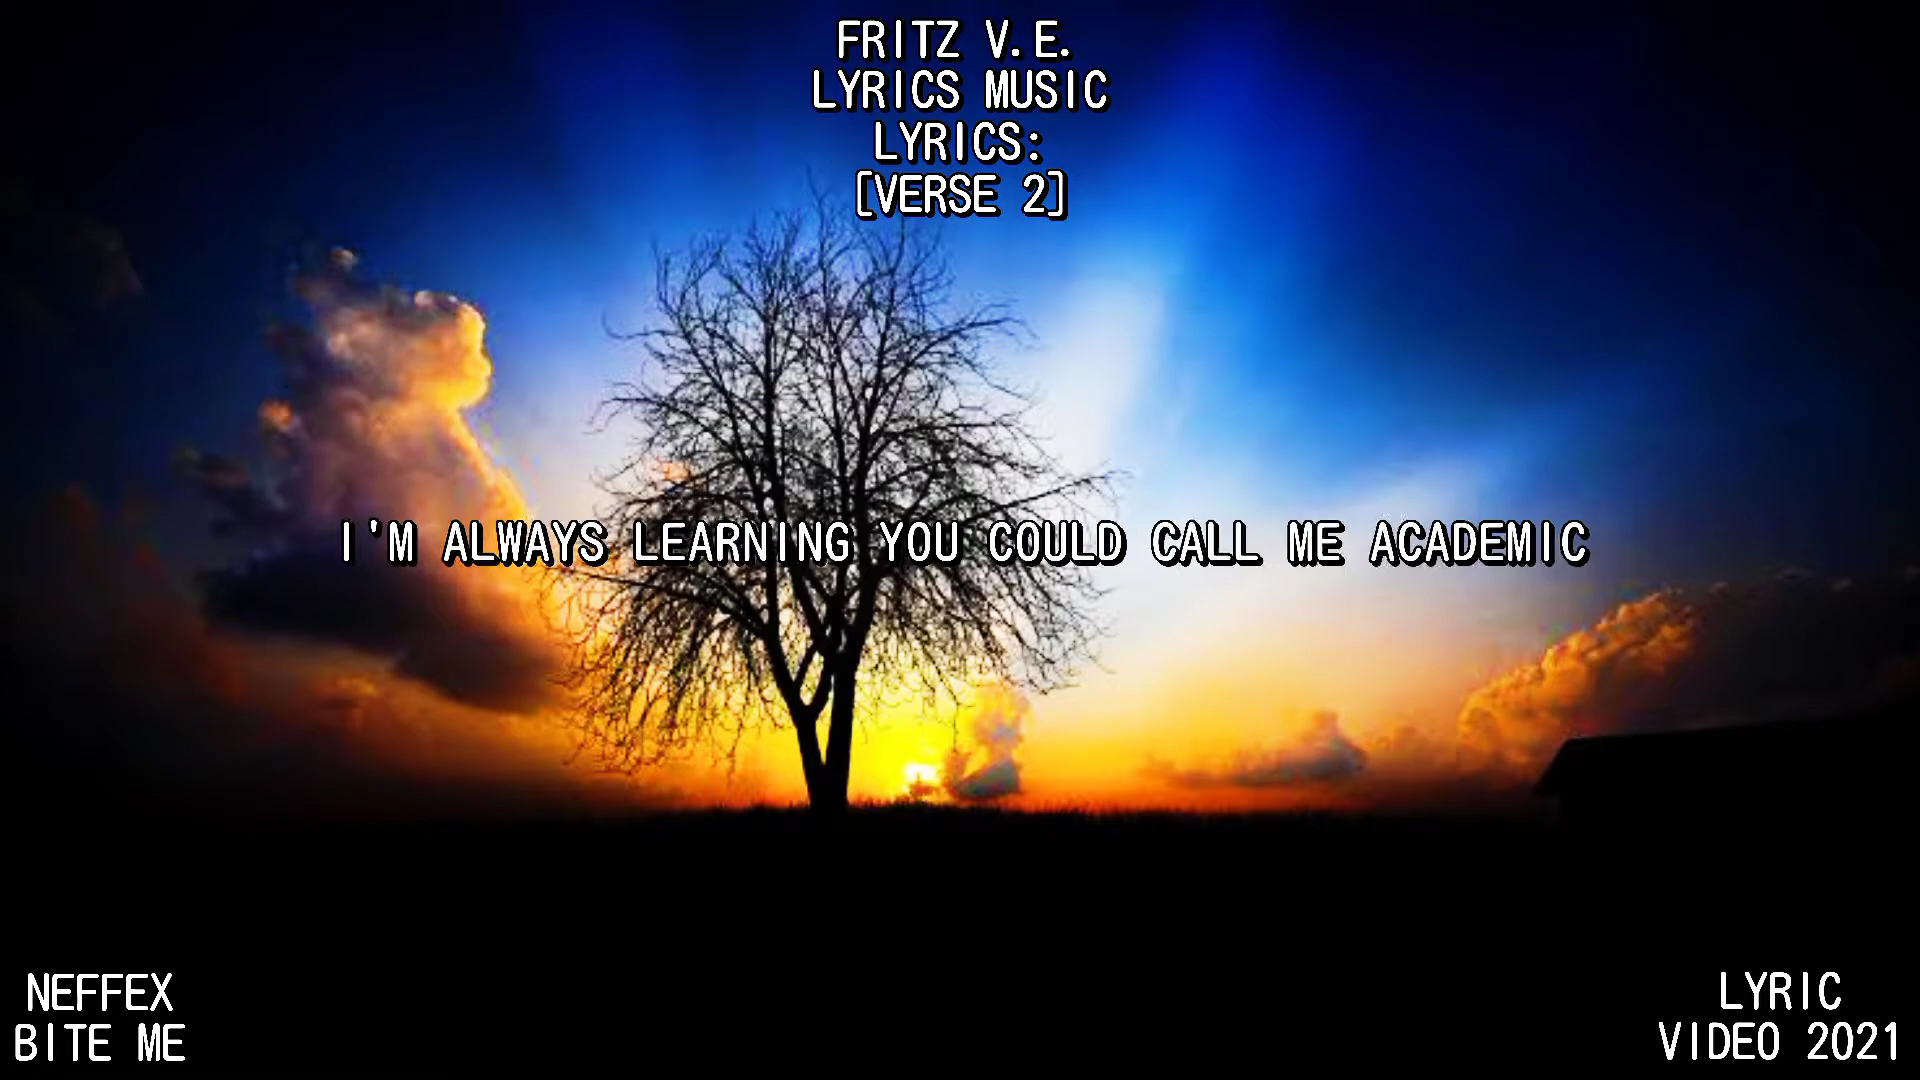 FRITZ V.E.
LYRICS MUSIC
LYRICS:
[VERSE 2]
I'M ALWAYS LEARNING YOU COULD CALL ME ACADEMIC
NEFFEX
BITE ME
LYRIC
VIDEO 2021